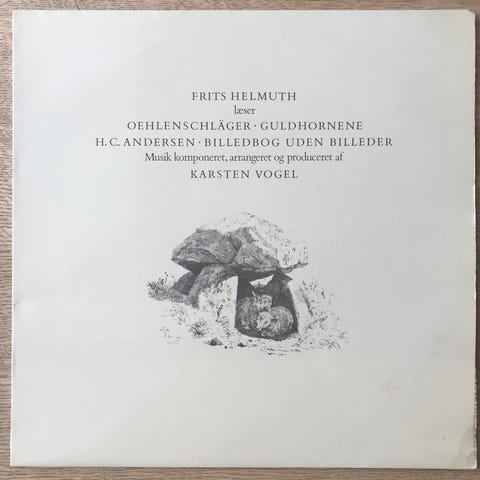 FRITS HELMUTH
læser
OEHLENSCHLÄGER · GULDHORNENE
H. C. ANDERSEN · BILLEDBOG UDEN BILLEDER
Musik komponeret, arrangeret og produceret af
KARSTEN VOGEL